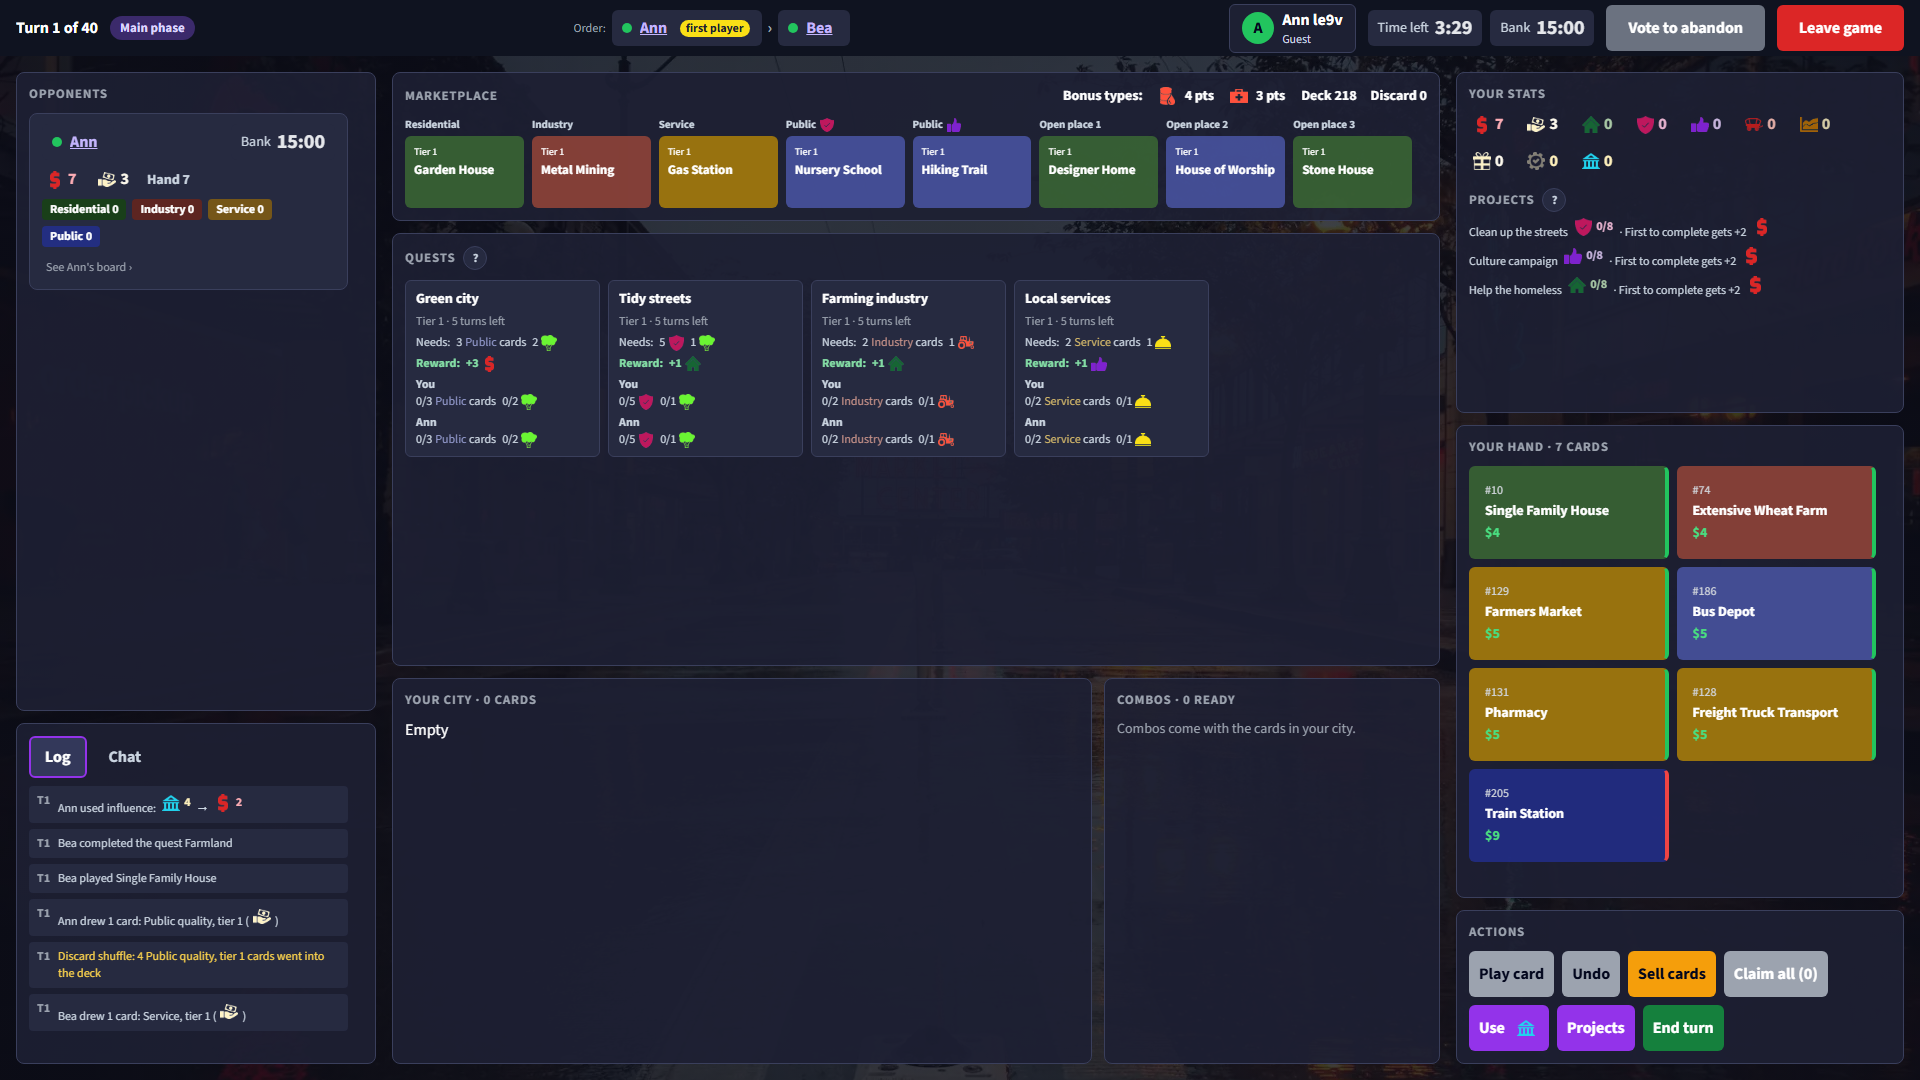 Turn 1 of 40 Main phase
Order: Ann first player › Bea
A Ann le9v
Guest
Time left 3:29
Bank 15:00
Vote to abandon
Leave game
OPPONENTS
Ann Bank 15:00
7 3 Hand 7
Residential 0 Industry 0 Service 0
Public 0
See Ann's board ›
Log Chat
T1 Ann used influence: 4 → 2
T1 Bea completed the quest Farmland
T1 Bea played Single Family House
T1 Ann drew 1 card: Public quality, tier 1 ( )
T1 Discard shuffle: 4 Public quality, tier 1 cards went into
the deck
T1 Bea drew 1 card: Service, tier 1 ( )
MARKETPLACE
Bonus types: 4 pts 3 pts Deck 218 Discard 0
Residential
Tier 1
Garden House
Industry
Tier 1
Metal Mining
Service
Tier 1
Gas Station
Public
Tier 1
Nursery School
Public
Tier 1
Hiking Trail
Open place 1
Tier 1
Designer Home
Open place 2
Tier 1
House of Worship
Open place 3
Tier 1
Stone House
QUESTS ?
Green city
Tier 1 · 5 turns left
Needs: 3 Public cards 2
Reward: +3
You
0/3 Public cards 0/2
Ann
0/3 Public cards 0/2
Tidy streets
Tier 1 · 5 turns left
Needs: 5 1
Reward: +1
You
0/5 0/1
Ann
0/5 0/1
Farming industry
Tier 1 · 5 turns left
Needs: 2 Industry cards 1
Reward: +1
You
0/2 Industry cards 0/1
Ann
0/2 Industry cards 0/1
Local services
Tier 1 · 5 turns left
Needs: 2 Service cards 1
Reward: +1
You
0/2 Service cards 0/1
Ann
0/2 Service cards 0/1
YOUR CITY · 0 CARDS
Empty
COMBOS · 0 READY
Combos come with the cards in your city.
YOUR STATS
7 3 0 0 0 0 0
0 0 0
PROJECTS ?
Clean up the streets 0/8 · First to complete gets +2
Culture campaign 0/8 · First to complete gets +2
Help the homeless 0/8 · First to complete gets +2
YOUR HAND · 7 CARDS
#10
Single Family House
$4
#74
Extensive Wheat Farm
$4
#129
Farmers Market
$5
#186
Bus Depot
$5
#131
Pharmacy
$5
#128
Freight Truck Transport
$5
#205
Train Station
$9
ACTIONS
Play card Undo Sell cards Claim all (0)
Use Projects End turn